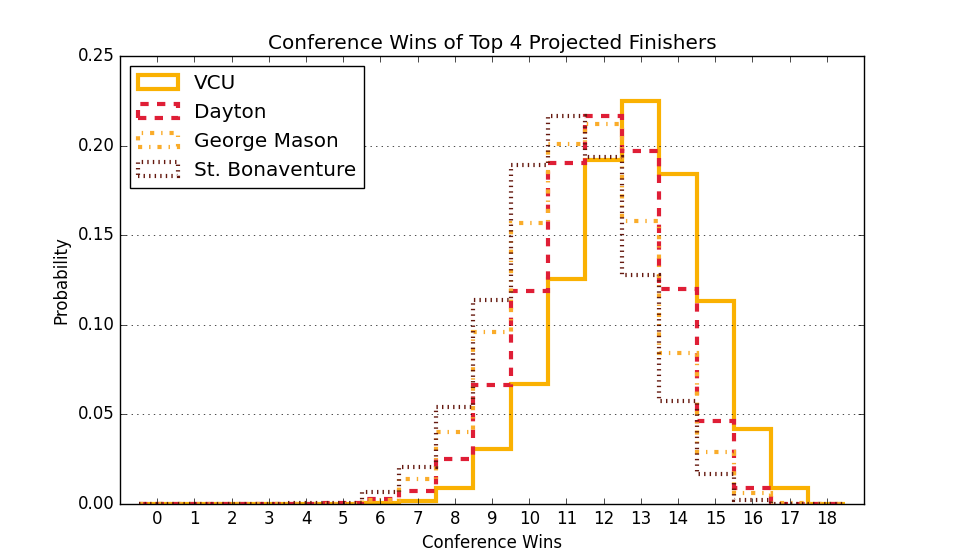 Conference Wins of Top 4 Projected Finishers
0.25
0.20
0.15
0.10
0.05
0.00
Probability
VCU
Dayton
George Mason
St. Bonaventure
0 1 2 3 4 5 6 7 8 9 10 11 12 13 14 15 16 17 18
Conference Wins